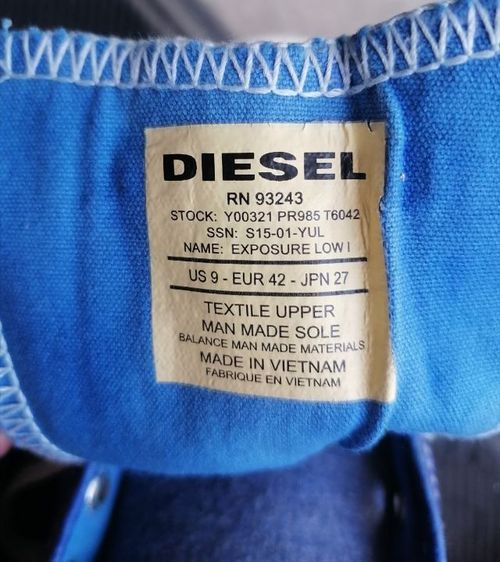 DIESEL
RN 93243
STOCK: Y00321 PR985 T6042
SSN: S15-01-YUL
NAME: EXPOSURE LOW I
US 9 - EUR 42 - JPN 27
TEXTILE UPPER
MAN MADE SOLE
BALANCE MAN MADE MATERIALS
MADE IN VIETNAM
FABRIQUE EN VIETNAM